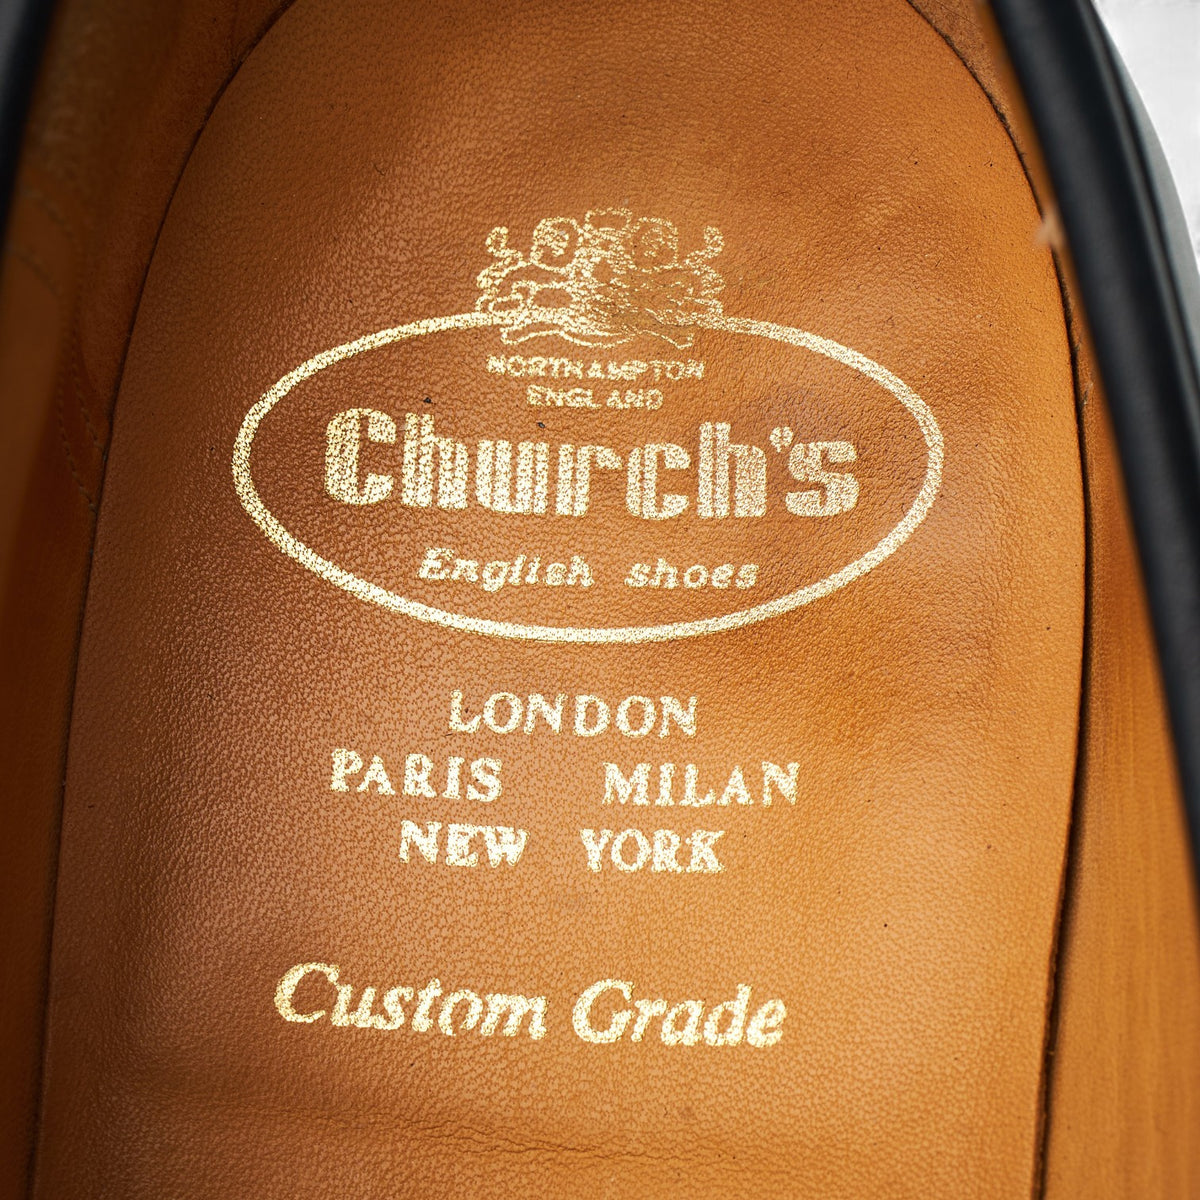 NORTHAMPTON
ENGLAND
Church's
English shoes
LONDON
PARIS MILAN
NEW YORK
Custom Grade